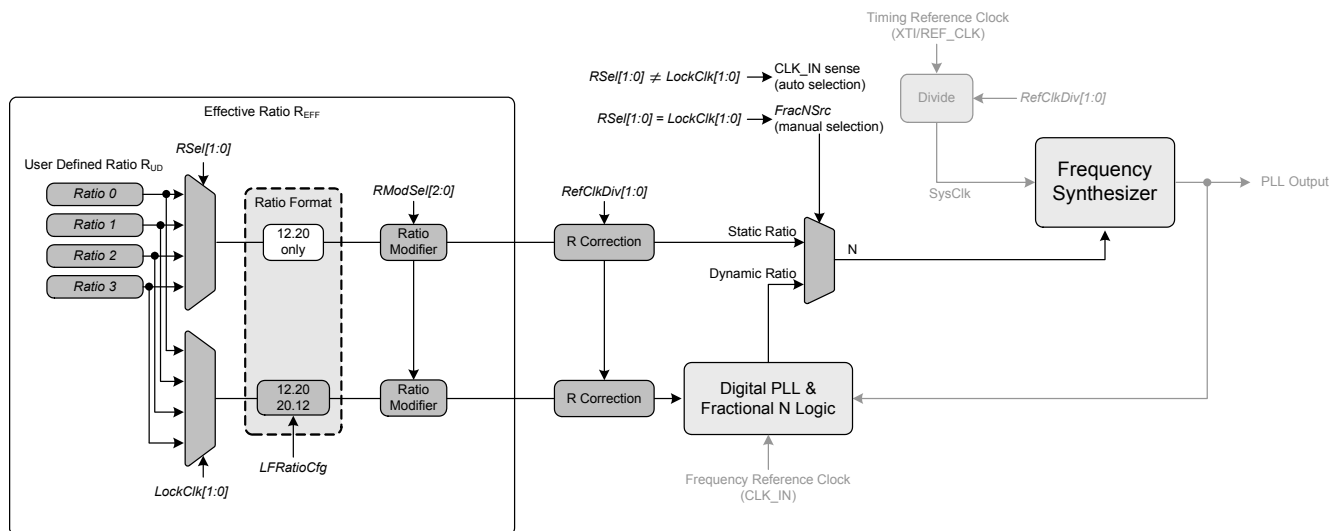 Timing Reference Clock
(XTI/REF_CLK)
RSel[1:0] ≠ LockClk[1:0]
CLK_IN sense
(auto selection)
Divide
RefClkDiv[1:0]
Effective Ratio REFF
RSel[1:0] = LockClk[1:0]
FracNSrc
(manual selection)
RSel[1:0]
User Defined Ratio RUD
Ratio 0
Ratio 1
Ratio 2
Ratio 3
Ratio Format
12.20
only
RModSel[2:0]
Ratio
Modifier
RefClkDiv[1:0]
R Correction
Static Ratio
Dynamic Ratio
N
SysClk
Frequency
Synthesizer
PLL Output
12.20
20.12
Ratio
Modifier
R Correction
Digital PLL &
Fractional N Logic
LFRatioCfg
LockClk[1:0]
Frequency Reference Clock
(CLK_IN)